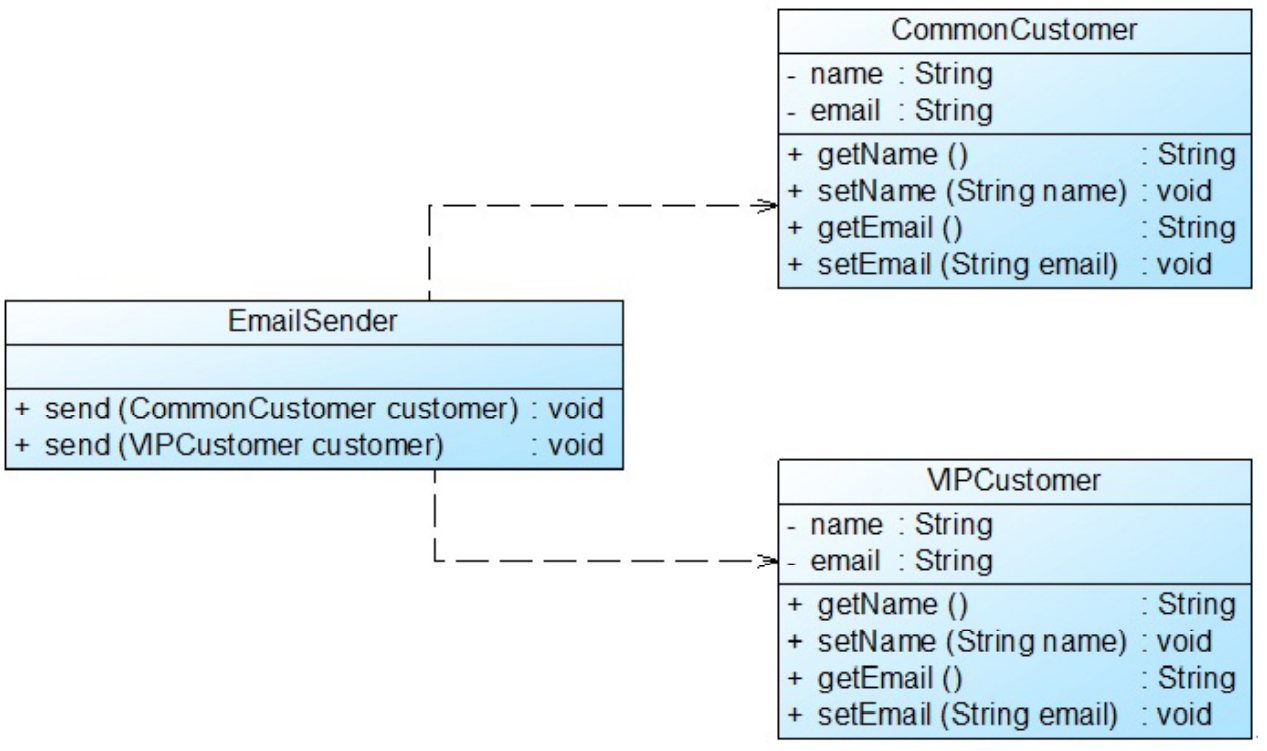 CommonCustomer
- name : String
- email : String
+ getName () : String
+ setName (String name) : void
+ getEmail () : String
+ setEmail (String email) : void
EmailSender
+ send (CommonCustomer customer) : void
+ send (VIPCustomer customer) : void
VIPCustomer
- name : String
- email : String
+ getName () : String
+ setName (String name) : void
+ getEmail () : String
+ setEmail (String email) : void